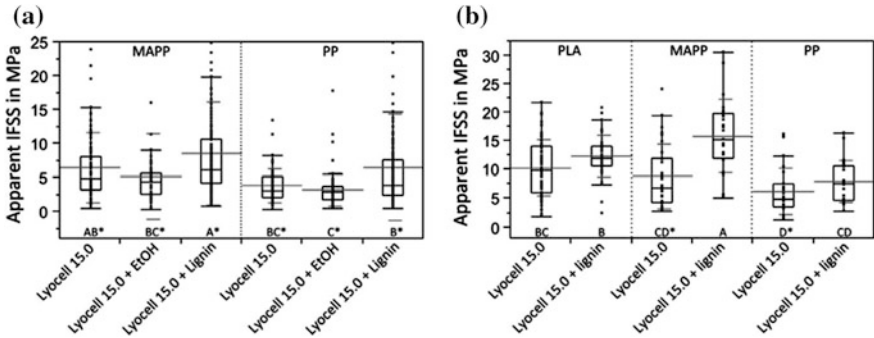 (a)
MAPP PP
Apparent IFSS in MPa
25
20
15
10
5
0
AB* BC* A* BC* C* B*
Lyocell 15.0
Lyocell 15.0 + EtOH
Lyocell 15.0 + Lignin
Lyocell 15.0
Lyocell 15.0 + EtOH
Lyocell 15.0 + Lignin
(b)
PLA MAPP PP
Apparent IFSS in MPa
30
25
20
15
10
5
0
BC B CD* A D* CD
Lyocell 15.0
Lyocell 15.0 + lignin
Lyocell 15.0
Lyocell 15.0 + lignin
Lyocell 15.0
Lyocell 15.0 + lignin